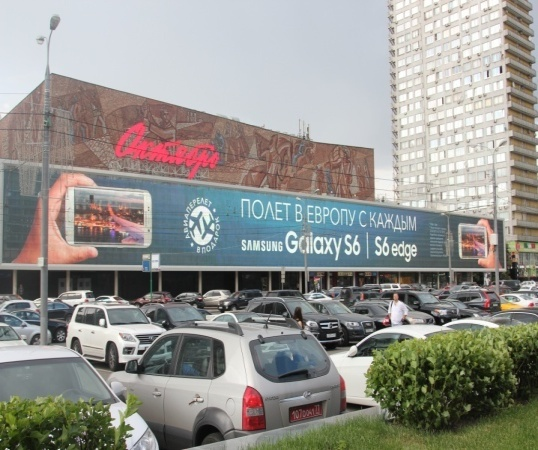 Октябрь
АВИАПЕРЕЛЕТ
В ПОДАРОК
ПОЛЕТ В ЕВРОПУ С КАЖДЫМ
SAMSUNG Galaxy S6 | S6 edge